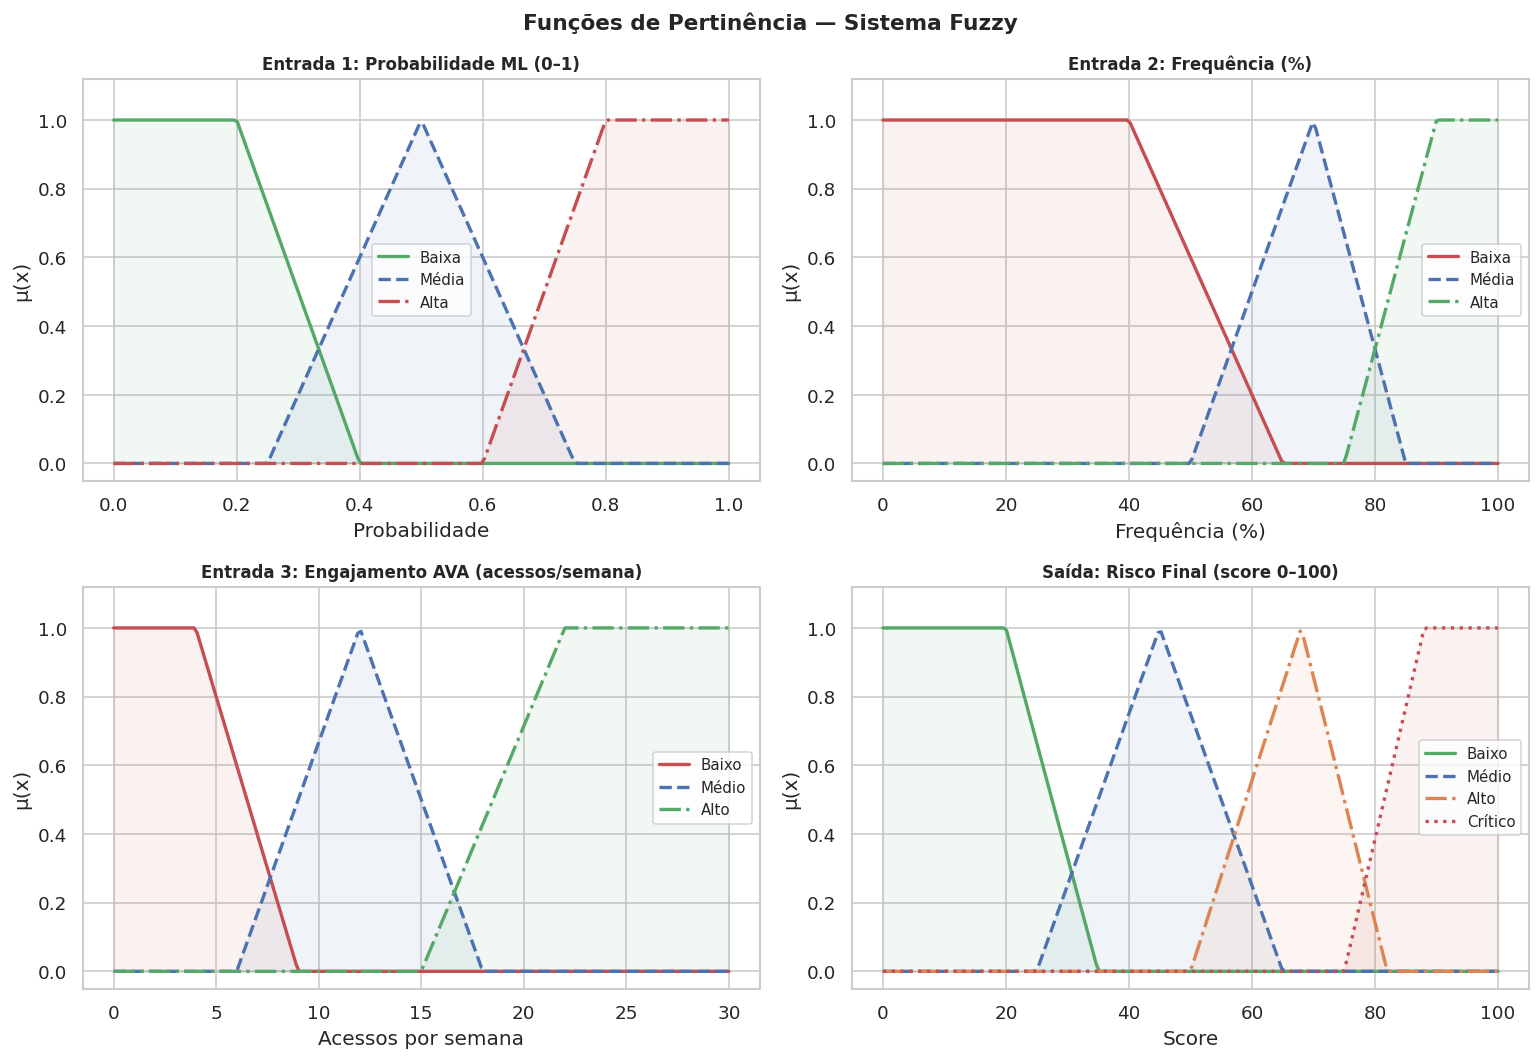 Funções de Pertinência — Sistema Fuzzy
Entrada 1: Probabilidade ML (0–1)
μ(x)
1.0
0.8
0.6
0.4
0.2
0.0
Baixa
Média
Alta
0.0 0.2 0.4 0.6 0.8 1.0
Probabilidade
Entrada 2: Frequência (%)
μ(x)
1.0
0.8
0.6
0.4
0.2
0.0
Baixa
Média
Alta
0 20 40 60 80 100
Frequência (%)
Entrada 3: Engajamento AVA (acessos/semana)
μ(x)
1.0
0.8
0.6
0.4
0.2
0.0
Baixo
Médio
Alto
0 5 10 15 20 25 30
Acessos por semana
Saída: Risco Final (score 0–100)
μ(x)
1.0
0.8
0.6
0.4
0.2
0.0
Baixo
Médio
Alto
Crítico
0 20 40 60 80 100
Score